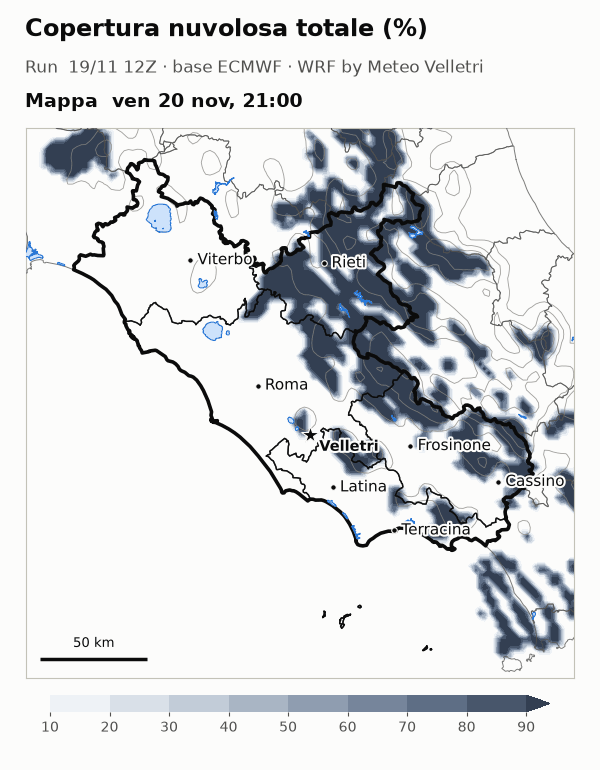 Copertura nuvolosa totale (%)
Run  19/11 12Z · base ECMWF · WRF by Meteo Velletri
Mappa  ven 20 nov, 21:00
Viterbo
Rieti
Roma
Velletri
Frosinone
Latina
Cassino
Terracina
50 km
10 20 30 40 50 60 70 80 90